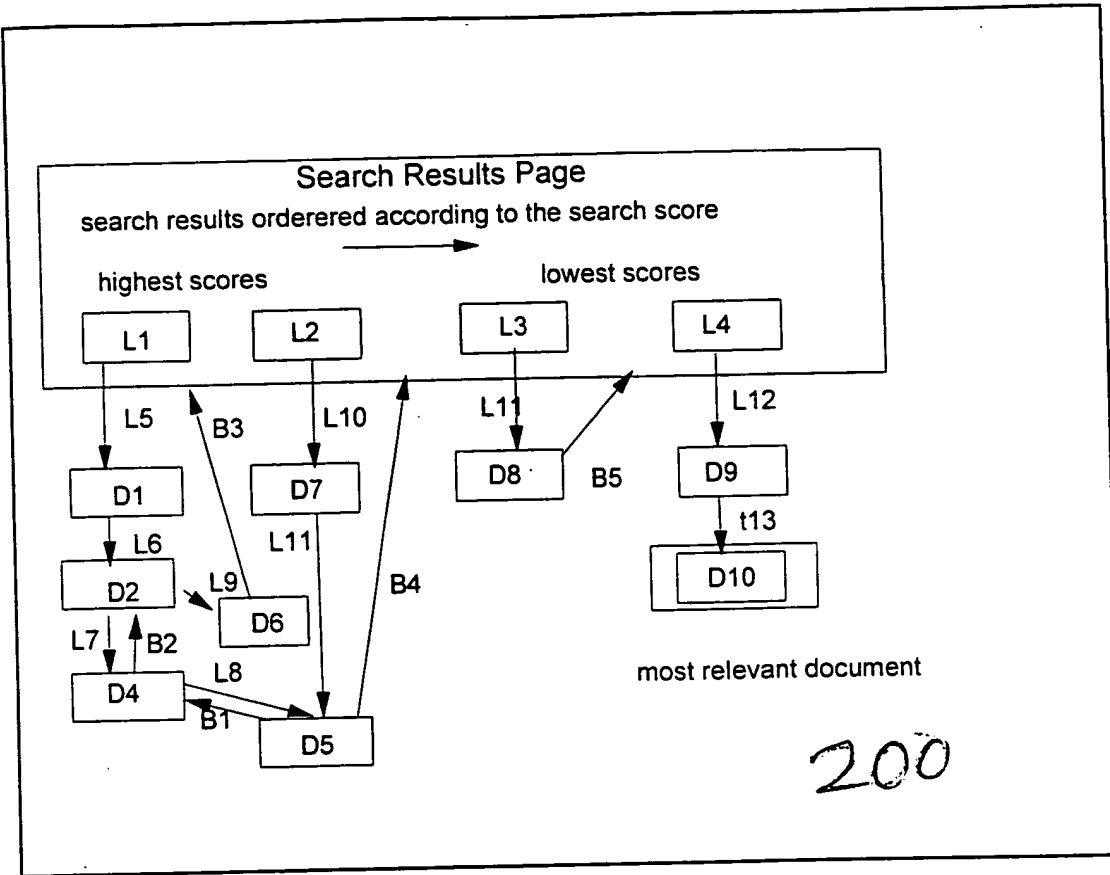 Search Results Page
search results orderered according to the search score
highest scores
lowest scores
L1
L2
L3
L4
L5
B3
L10
L11
B5
L12
D1
D7
D8
D9
L6
L11
t13
D2
L9
D6
B4
D10
L7
B2
L8
most relevant document
D4
B1
D5
200